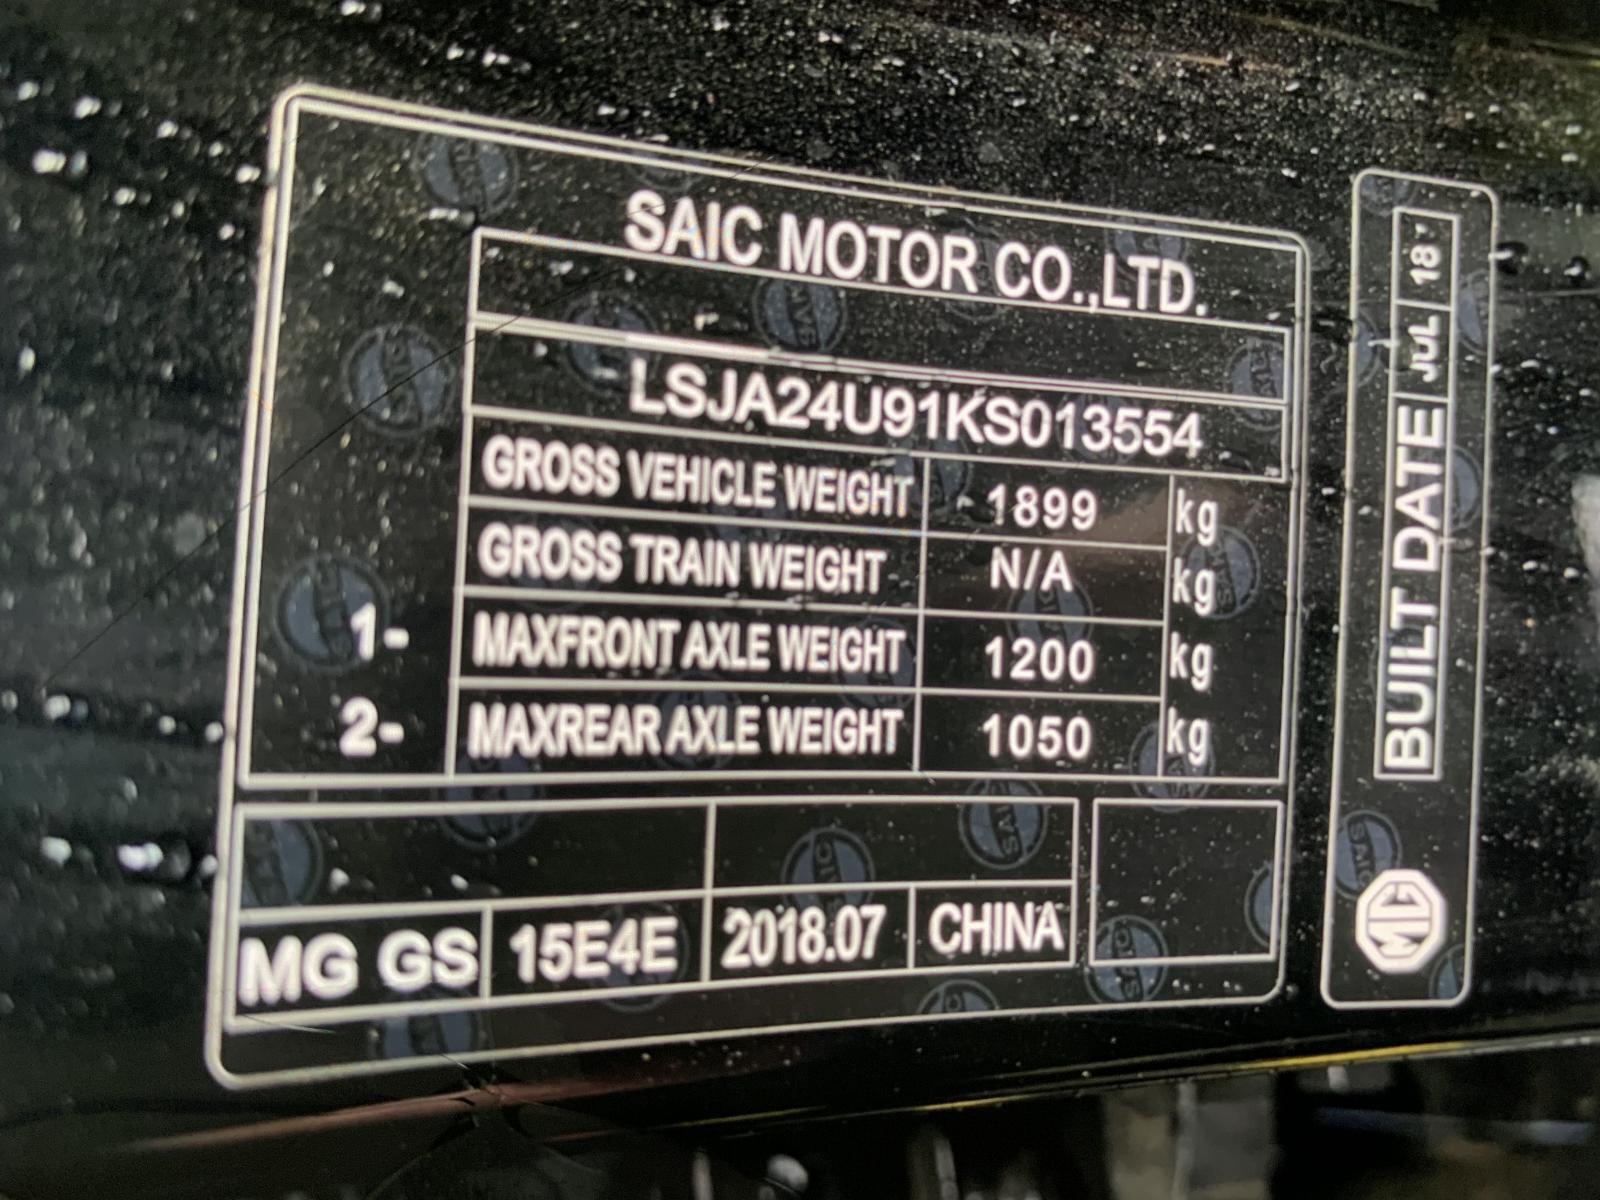 SAIC MOTOR CO.,LTD.
LSJA24U91KS013554
GROSS VEHICLE WEIGHT 1899 kg
GROSS TRAIN WEIGHT N/A kg
1- MAXFRONT AXLE WEIGHT 1200 kg
2- MAXREAR AXLE WEIGHT 1050 kg
MG GS 15E4E 2018.07 CHINA
BUILT DATE JUL 18
MG